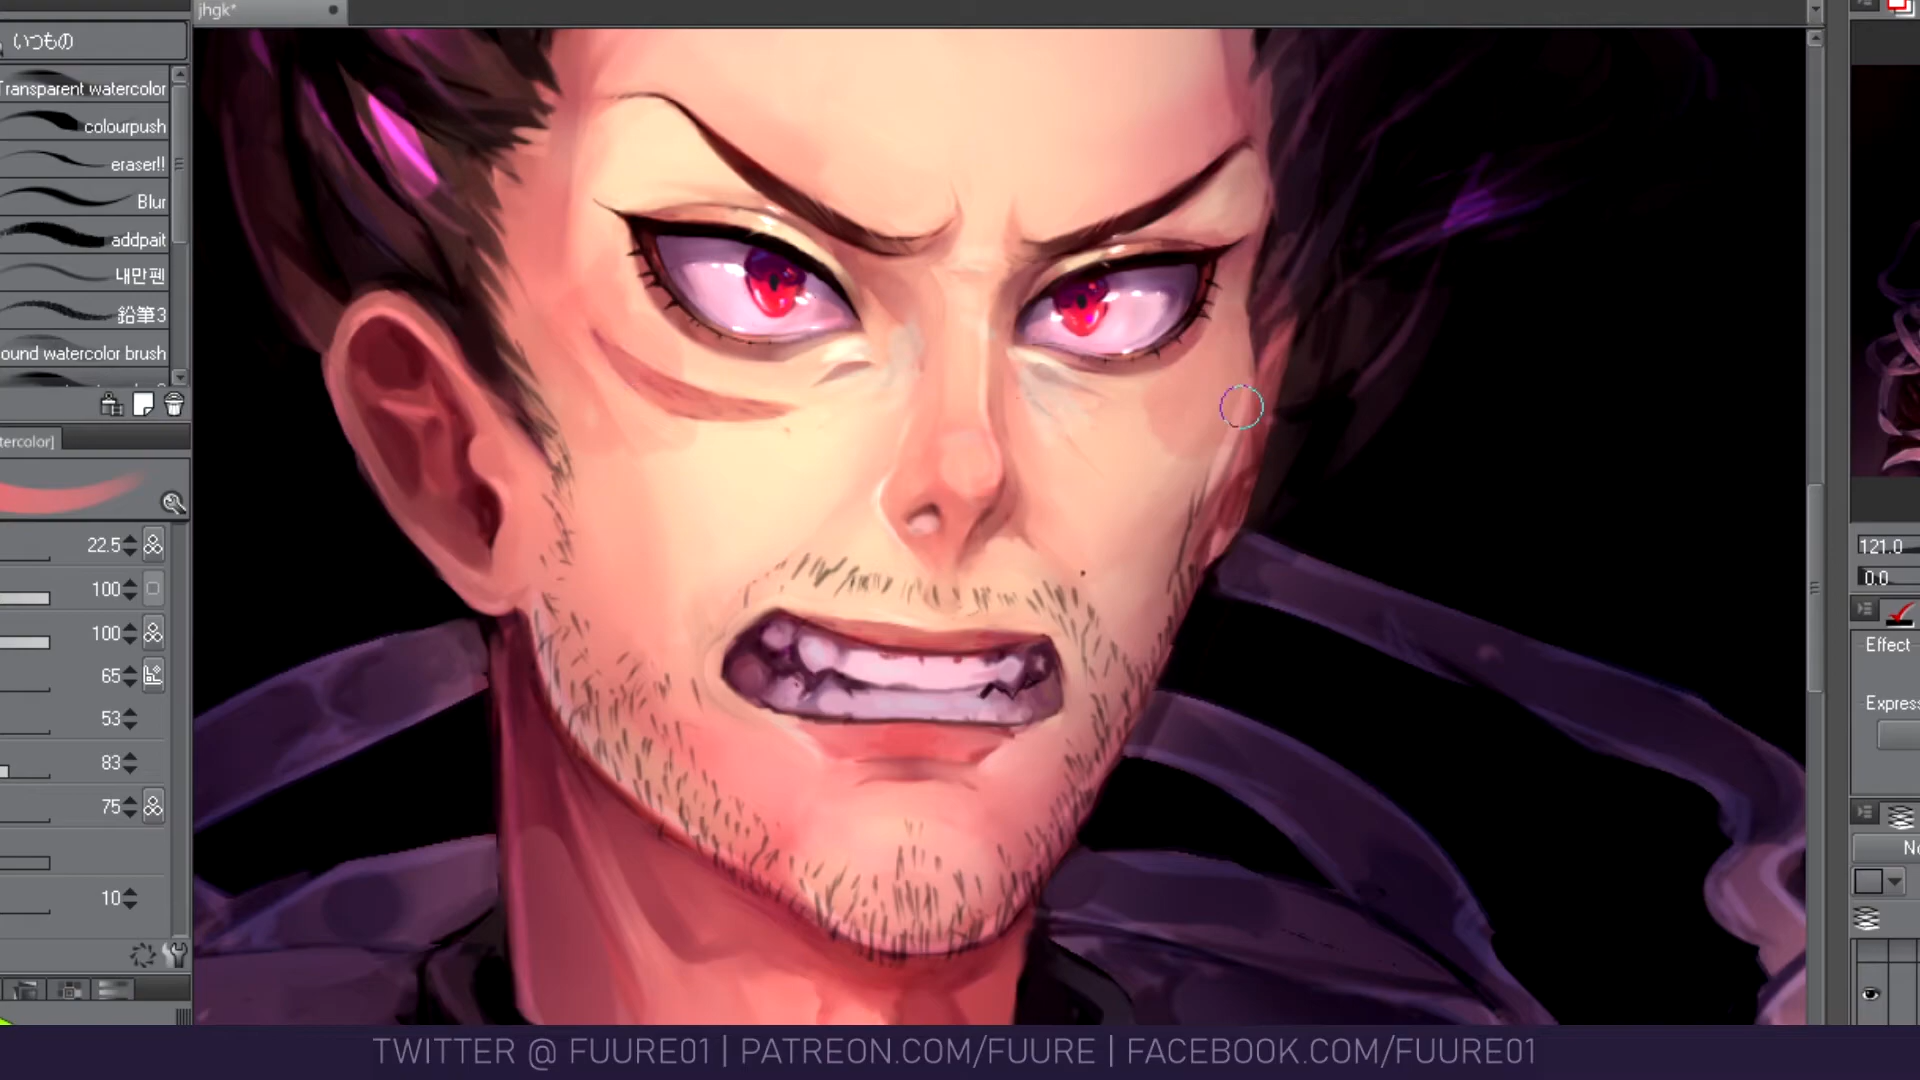 jhgk*
いつもの
Transparent watercolor
colourpush
eraser!!
Blur
addpait
내만펜
鉛筆3
ound watercolor brush
tercolor]
22.5
100
100
65
53
83
75
10
121.0
0.0
Effect
Express
No
TWITTER @ FUURE01 | PATREON.COM/FUURE | FACEBOOK.COM/FUURE01